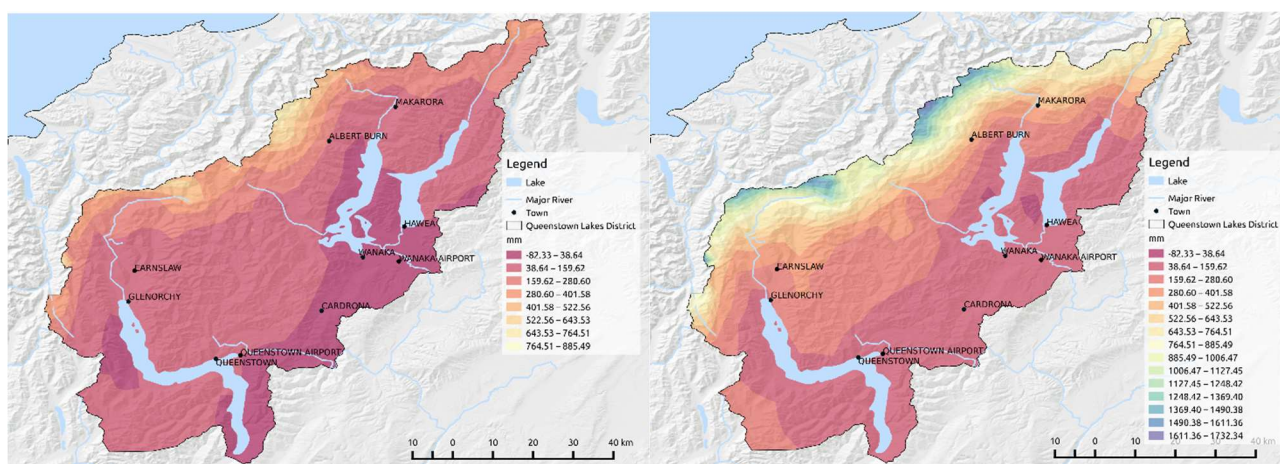 MAKARORA
ALBERT BURN
HAWEA
WANAKA
WANAKA AIRPORT
EARNSLAW
GLENORCHY
CARDRONA
QUEENSTOWN AIRPORT
QUEENSTOWN
Legend
Lake
Major River
Town
Queenstown Lakes District
mm
-82.33 – 38.64
38.64 – 159.62
159.62 – 280.60
280.60 – 401.58
401.58 – 522.56
522.56 – 643.53
643.53 – 764.51
764.51 – 885.49
10 0 10 20 30 40 km
MAKARORA
ALBERT BURN
HAWEA
WANAKA
WANAKA AIRPORT
EARNSLAW
GLENORCHY
CARDRONA
QUEENSTOWN AIRPORT
QUEENSTOWN
Legend
Lake
Major River
Town
Queenstown Lakes District
mm
-82.33 – 38.64
38.64 – 159.62
159.62 – 280.60
280.60 – 401.58
401.58 – 522.56
522.56 – 643.53
643.53 – 764.51
764.51 – 885.49
885.49 – 1006.47
1006.47 – 1127.45
1127.45 – 1248.42
1248.42 – 1369.40
1369.40 – 1490.38
1490.38 – 1611.36
1611.36 – 1732.34
10 0 10 20 30 40 km